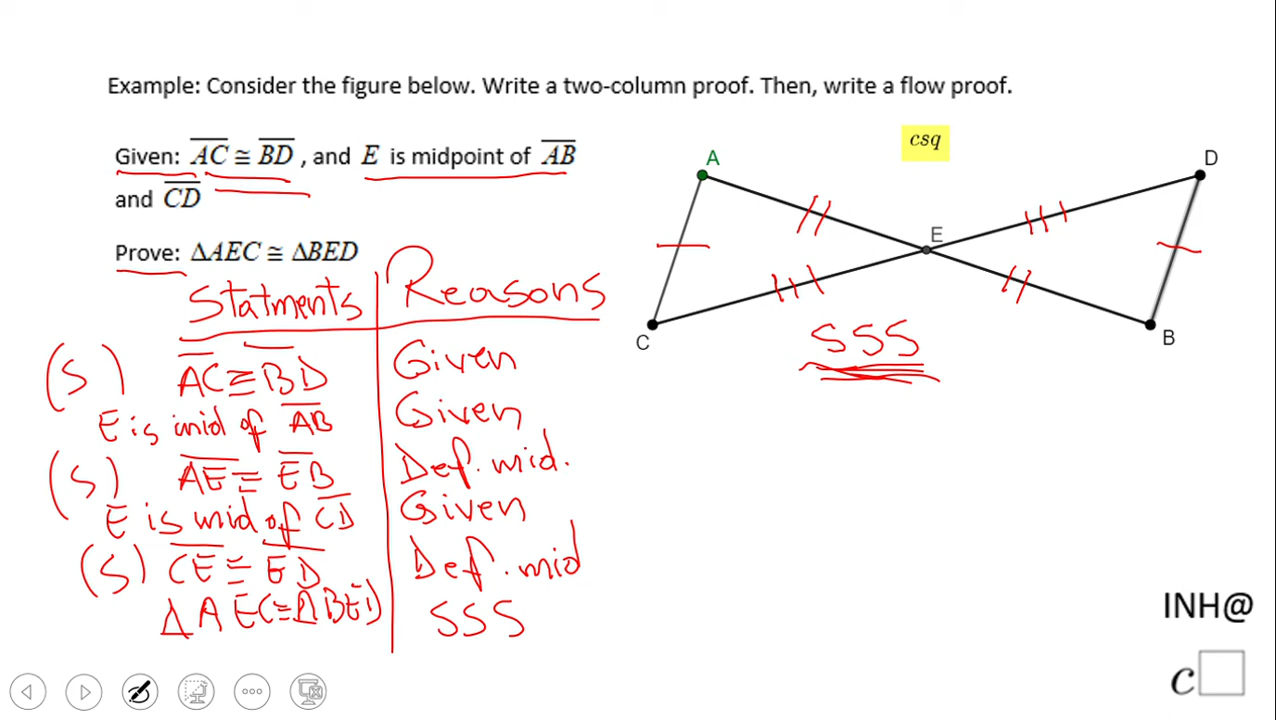 Example: Consider the figure below. Write a two-column proof. Then, write a flow proof.
csq
Given: AC ≅ BD , and E is midpoint of AB
and CD
Prove: ΔAEC ≅ ΔBED
A
D
E
C
B
SSS
Statments Reasons
(S) AC ≅ BD Given
E is mid of AB Given
(S) AE ≅ EB Def. mid.
E is mid of CD Given
(S) CE ≅ ED Def. mid
Δ AEC ≅ Δ BED SSS
INH@
c